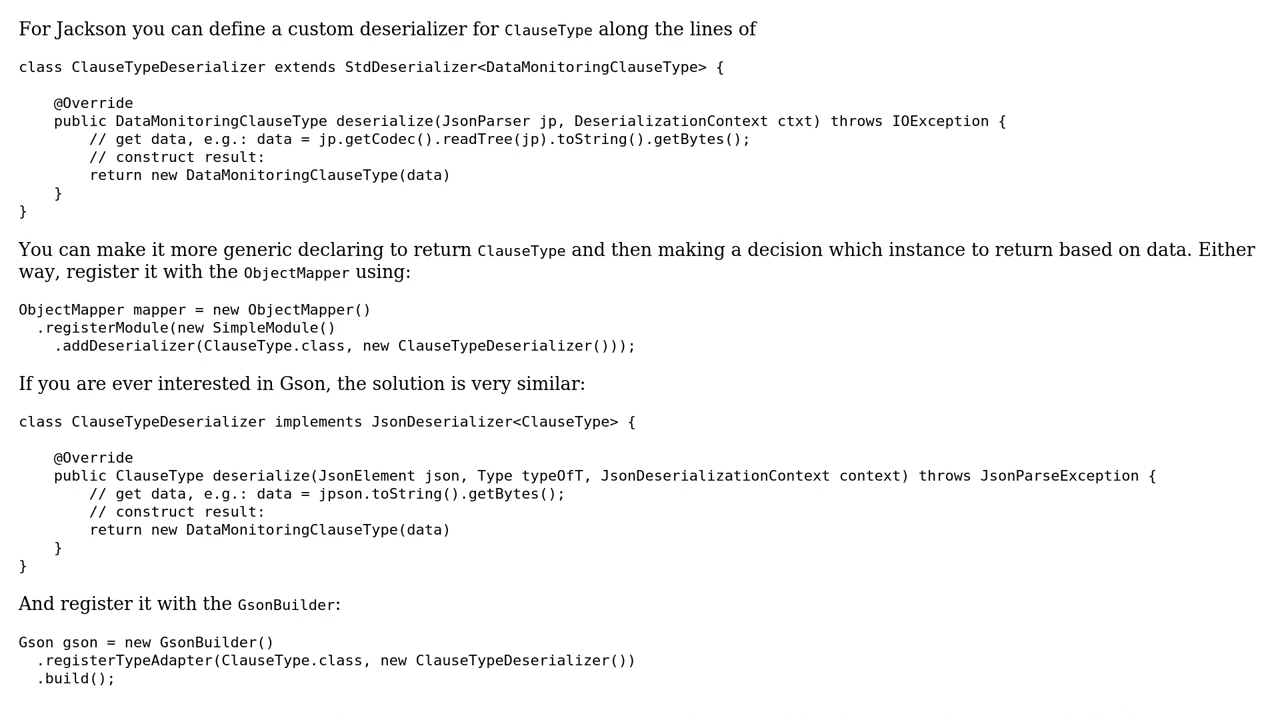 For Jackson you can define a custom deserializer for ClauseType along the lines of
class ClauseTypeDeserializer extends StdDeserializer<DataMonitoringClauseType> {
    @Override
    public DataMonitoringClauseType deserialize(JsonParser jp, DeserializationContext ctxt) throws IOException {
        // get data, e.g.: data = jp.getCodec().readTree(jp).toString().getBytes();
        // construct result:
        return new DataMonitoringClauseType(data)
    }
}
You can make it more generic declaring to return ClauseType and then making a decision which instance to return based on data. Either
way, register it with the ObjectMapper using:
ObjectMapper mapper = new ObjectMapper()
  .registerModule(new SimpleModule()
    .addDeserializer(ClauseType.class, new ClauseTypeDeserializer()));
If you are ever interested in Gson, the solution is very similar:
class ClauseTypeDeserializer implements JsonDeserializer<ClauseType> {
    @Override
    public ClauseType deserialize(JsonElement json, Type typeOfT, JsonDeserializationContext context) throws JsonParseException {
        // get data, e.g.: data = jpson.toString().getBytes();
        // construct result:
        return new DataMonitoringClauseType(data)
    }
}
And register it with the GsonBuilder:
Gson gson = new GsonBuilder()
  .registerTypeAdapter(ClauseType.class, new ClauseTypeDeserializer())
  .build();